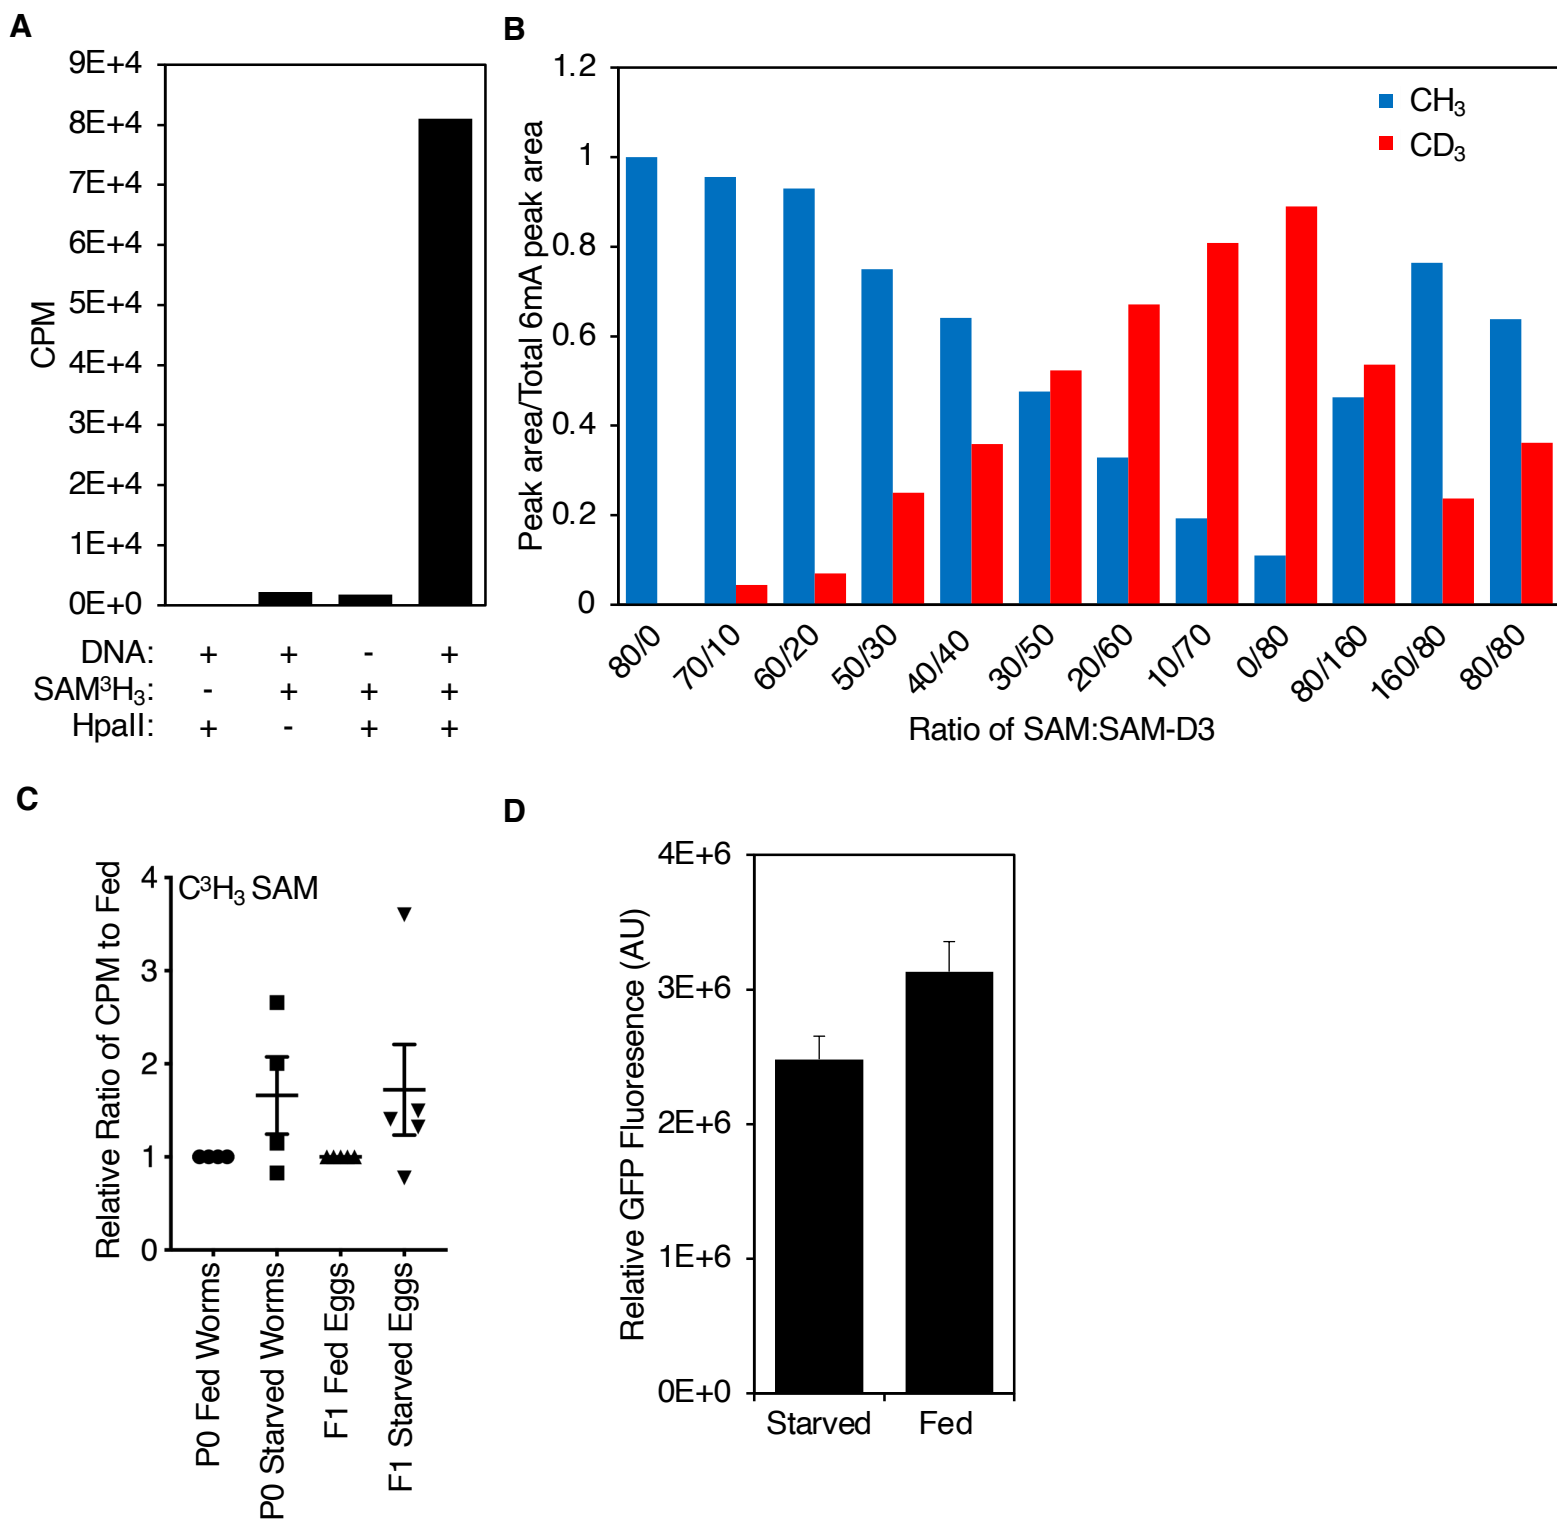 A
9E+4
8E+4
7E+4
6E+4
5E+4
4E+4
3E+4
2E+4
1E+4
0E+0
CPM
DNA: + + - +
SAM³H₃: - + + +
HpaII: + - + +
B
1.2
1
0.8
0.6
0.4
0.2
0
Peak area/Total 6mA peak area
CH₃
CD₃
80/0 70/10 60/20 50/30 40/40 30/50 20/60 10/70 0/80 80/160 160/80 80/80
Ratio of SAM:SAM-D3
C
C³H₃ SAM
4
3
2
1
0
Relative Ratio of CPM to Fed
P0 Fed Worms
P0 Starved Worms
F1 Fed Eggs
F1 Starved Eggs
D
4E+6
3E+6
2E+6
1E+6
0E+0
Relative GFP Fluoresence (AU)
Starved Fed